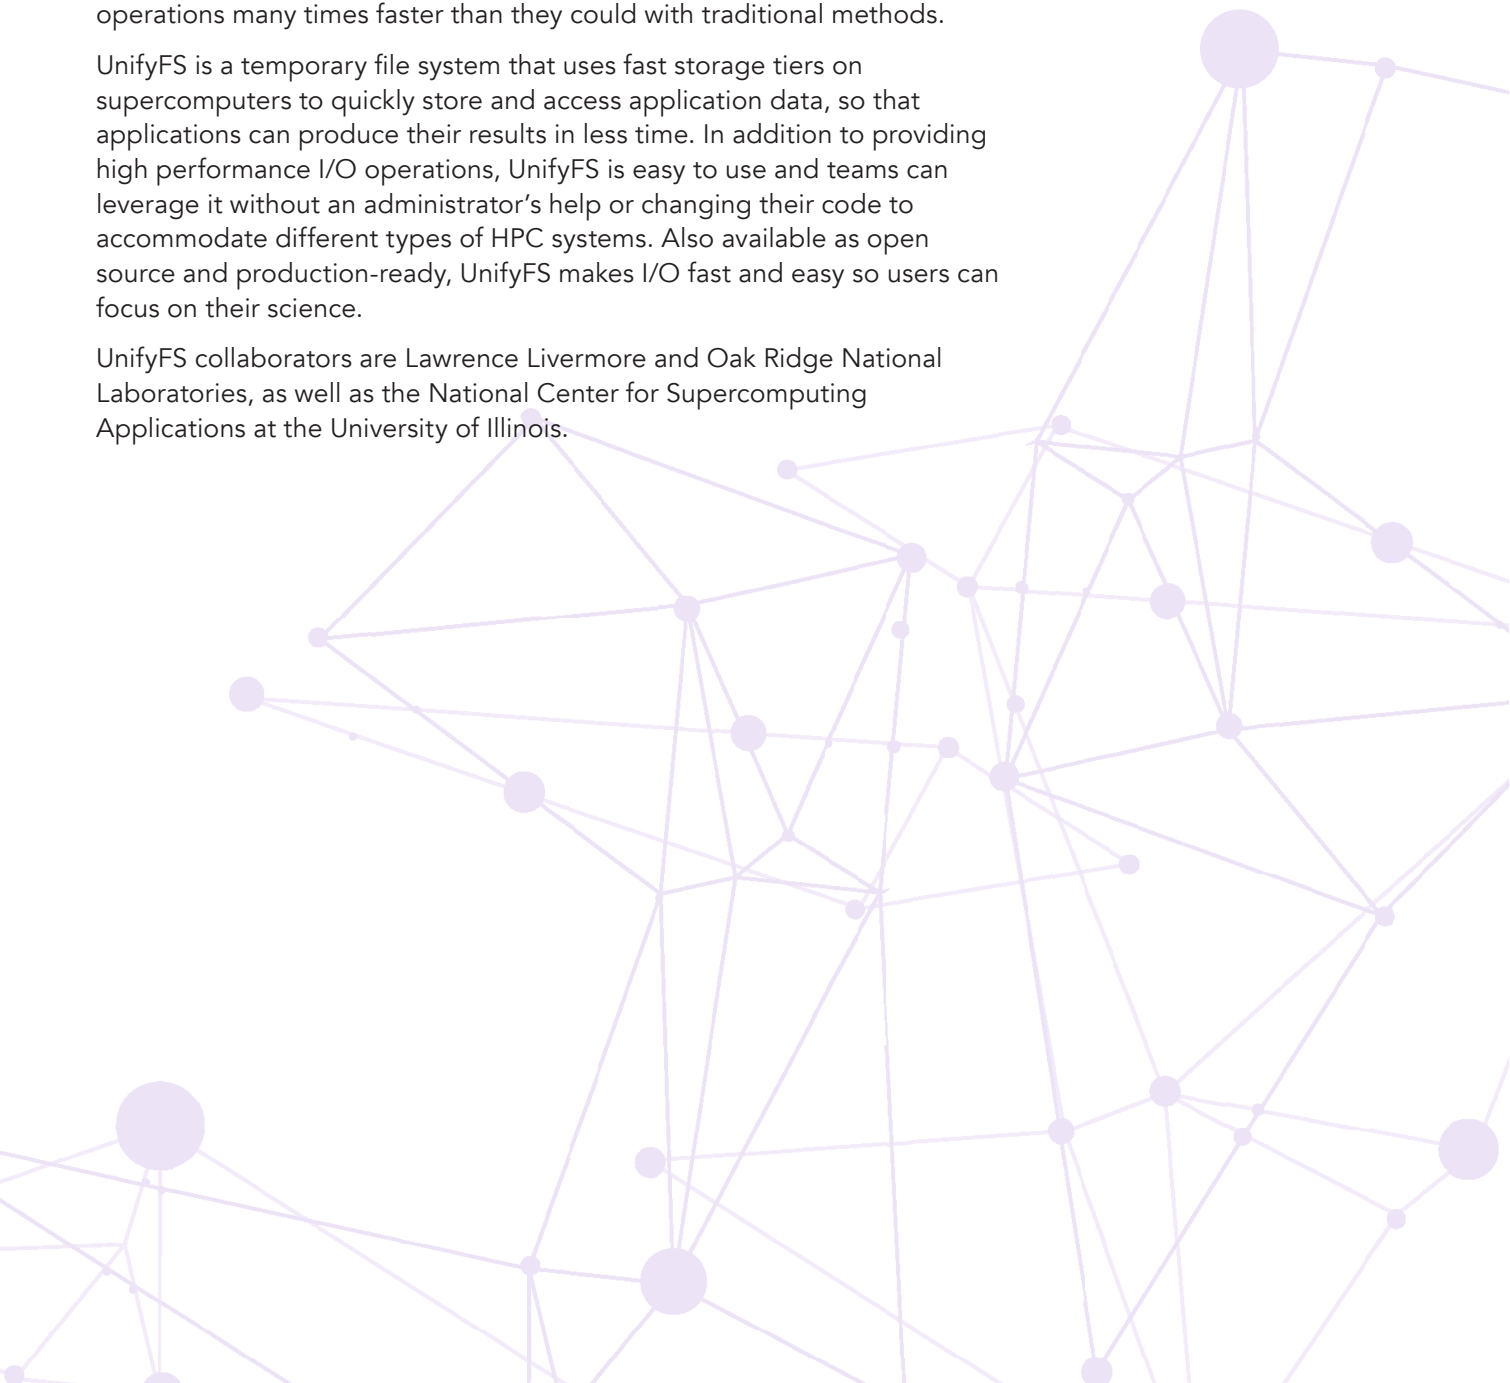 operations many times faster than they could with traditional methods.
UnifyFS is a temporary file system that uses fast storage tiers on
supercomputers to quickly store and access application data, so that
applications can produce their results in less time. In addition to providing
high performance I/O operations, UnifyFS is easy to use and teams can
leverage it without an administrator’s help or changing their code to
accommodate different types of HPC systems. Also available as open
source and production-ready, UnifyFS makes I/O fast and easy so users can
focus on their science.
UnifyFS collaborators are Lawrence Livermore and Oak Ridge National
Laboratories, as well as the National Center for Supercomputing
Applications at the University of Illinois.